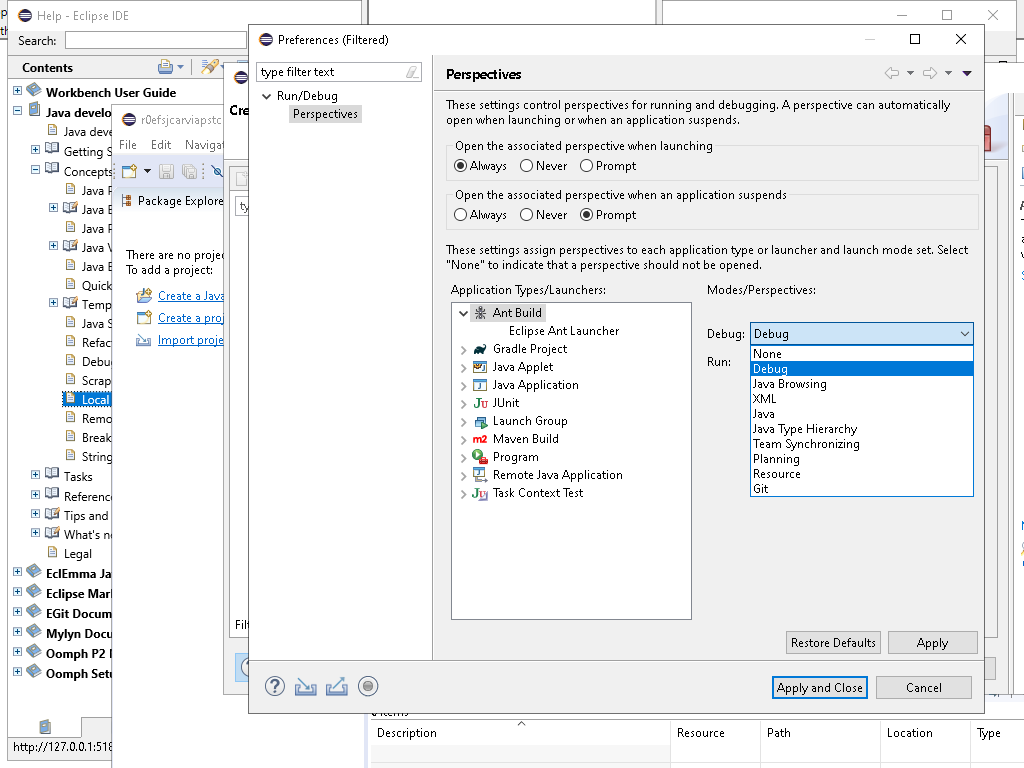 Help - Eclipse IDE
Search:
Contents
Workbench User Guide
Java develo
Java deve
Getting S
Concepts
Java P
Java B
Java P
Java V
Java E
Quick
Temp
Java S
Refac
Debu
Scrap
Local
Remo
Break
String
Tasks
Referenc
Tips and
What's ne
Legal
EclEmma Ja
Eclipse Mar
EGit Docum
Mylyn Docu
Oomph P2
Oomph Setu
http://127.0.0.1:518
r0efsjcarviapstc
File Edit Navigat
Package Explore
There are no projec
To add a project:
Create a Java
Create a proj
Import proje
Cre
ty
Filt
Preferences (Filtered)
type filter text
Run/Debug
Perspectives
Perspectives
These settings control perspectives for running and debugging. A perspective can automatically
open when launching or when an application suspends.
Open the associated perspective when launching
Always Never Prompt
Open the associated perspective when an application suspends
Always Never Prompt
These settings assign perspectives to each application type or launcher and launch mode set. Select
"None" to indicate that a perspective should not be opened.
Application Types/Launchers:
Ant Build
Eclipse Ant Launcher
Gradle Project
Java Applet
Java Application
JUnit
Launch Group
Maven Build
Program
Remote Java Application
Task Context Test
Modes/Perspectives:
Debug: Debug
Run:
None
Debug
Java Browsing
XML
Java
Java Type Hierarchy
Team Synchronizing
Planning
Resource
Git
Restore Defaults Apply
Apply and Close Cancel
0 items
Description Resource Path Location Type